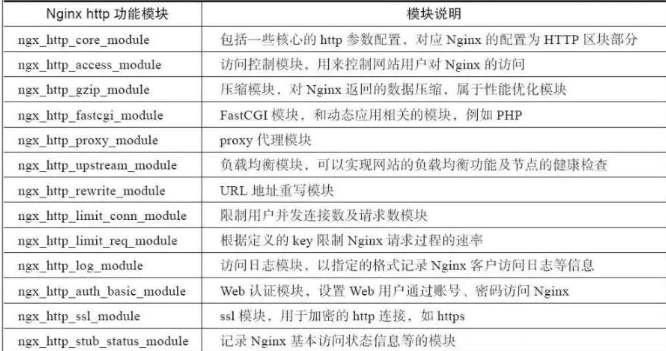 Nginx http 功能模块 模块说明
ngx_http_core_module 包括一些核心的 http 参数配置，对应 Nginx 的配置为 HTTP 区块部分
ngx_http_access_module 访问控制模块，用来控制网站用户对 Nginx 的访问
ngx_http_gzip_module 压缩模块，对 Nginx 返回的数据压缩，属于性能优化模块
ngx_http_fastcgi_module FastCGI 模块，和动态应用相关的模块，例如 PHP
ngx_http_proxy_module proxy 代理模块
ngx_http_upstream_module 负载均衡模块，可以实现网站的负载均衡功能及节点的健康检查
ngx_http_rewrite_module URL 地址重写模块
ngx_http_limit_conn_module 限制用户并发连接数及请求数模块
ngx_http_limit_req_module 根据定义的 key 限制 Nginx 请求过程的速率
ngx_http_log_module 访问日志模块，以指定的格式记录 Nginx 客户访问日志等信息
ngx_http_auth_basic_module Web 认证模块，设置 Web 用户通过账号、密码访问 Nginx
ngx_http_ssl_module ssl 模块，用于加密的 http 连接，如 https
ngx_http_stub_status_module 记录 Nginx 基本访问状态信息等的模块